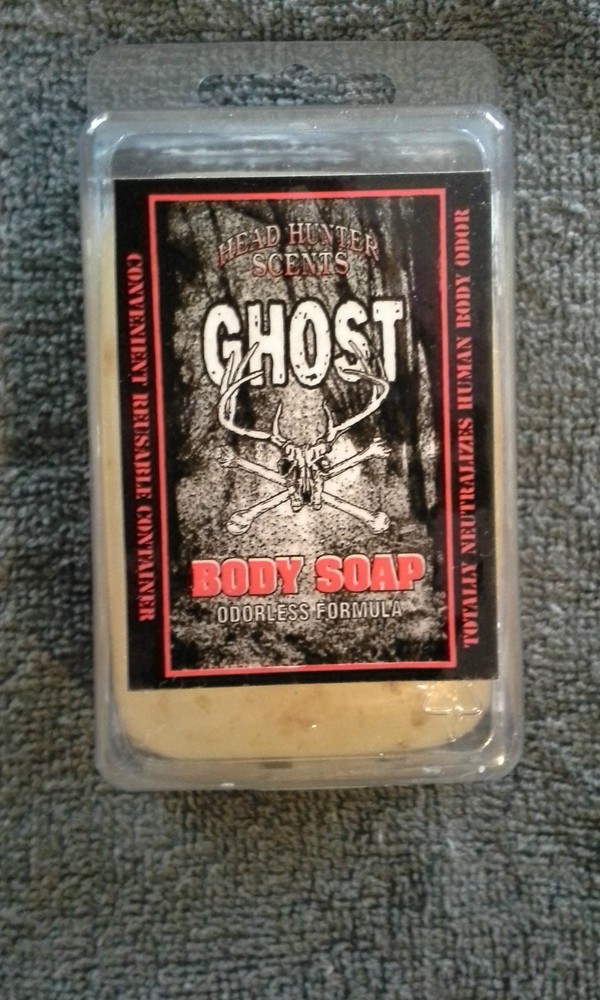 HEAD HUNTER
SCENTS
GHOST
BODY SOAP
ODORLESS FORMULA
CONVENIENT REUSABLE CONTAINER
TOTALLY NEUTRALIZES HUMAN BODY ODOR